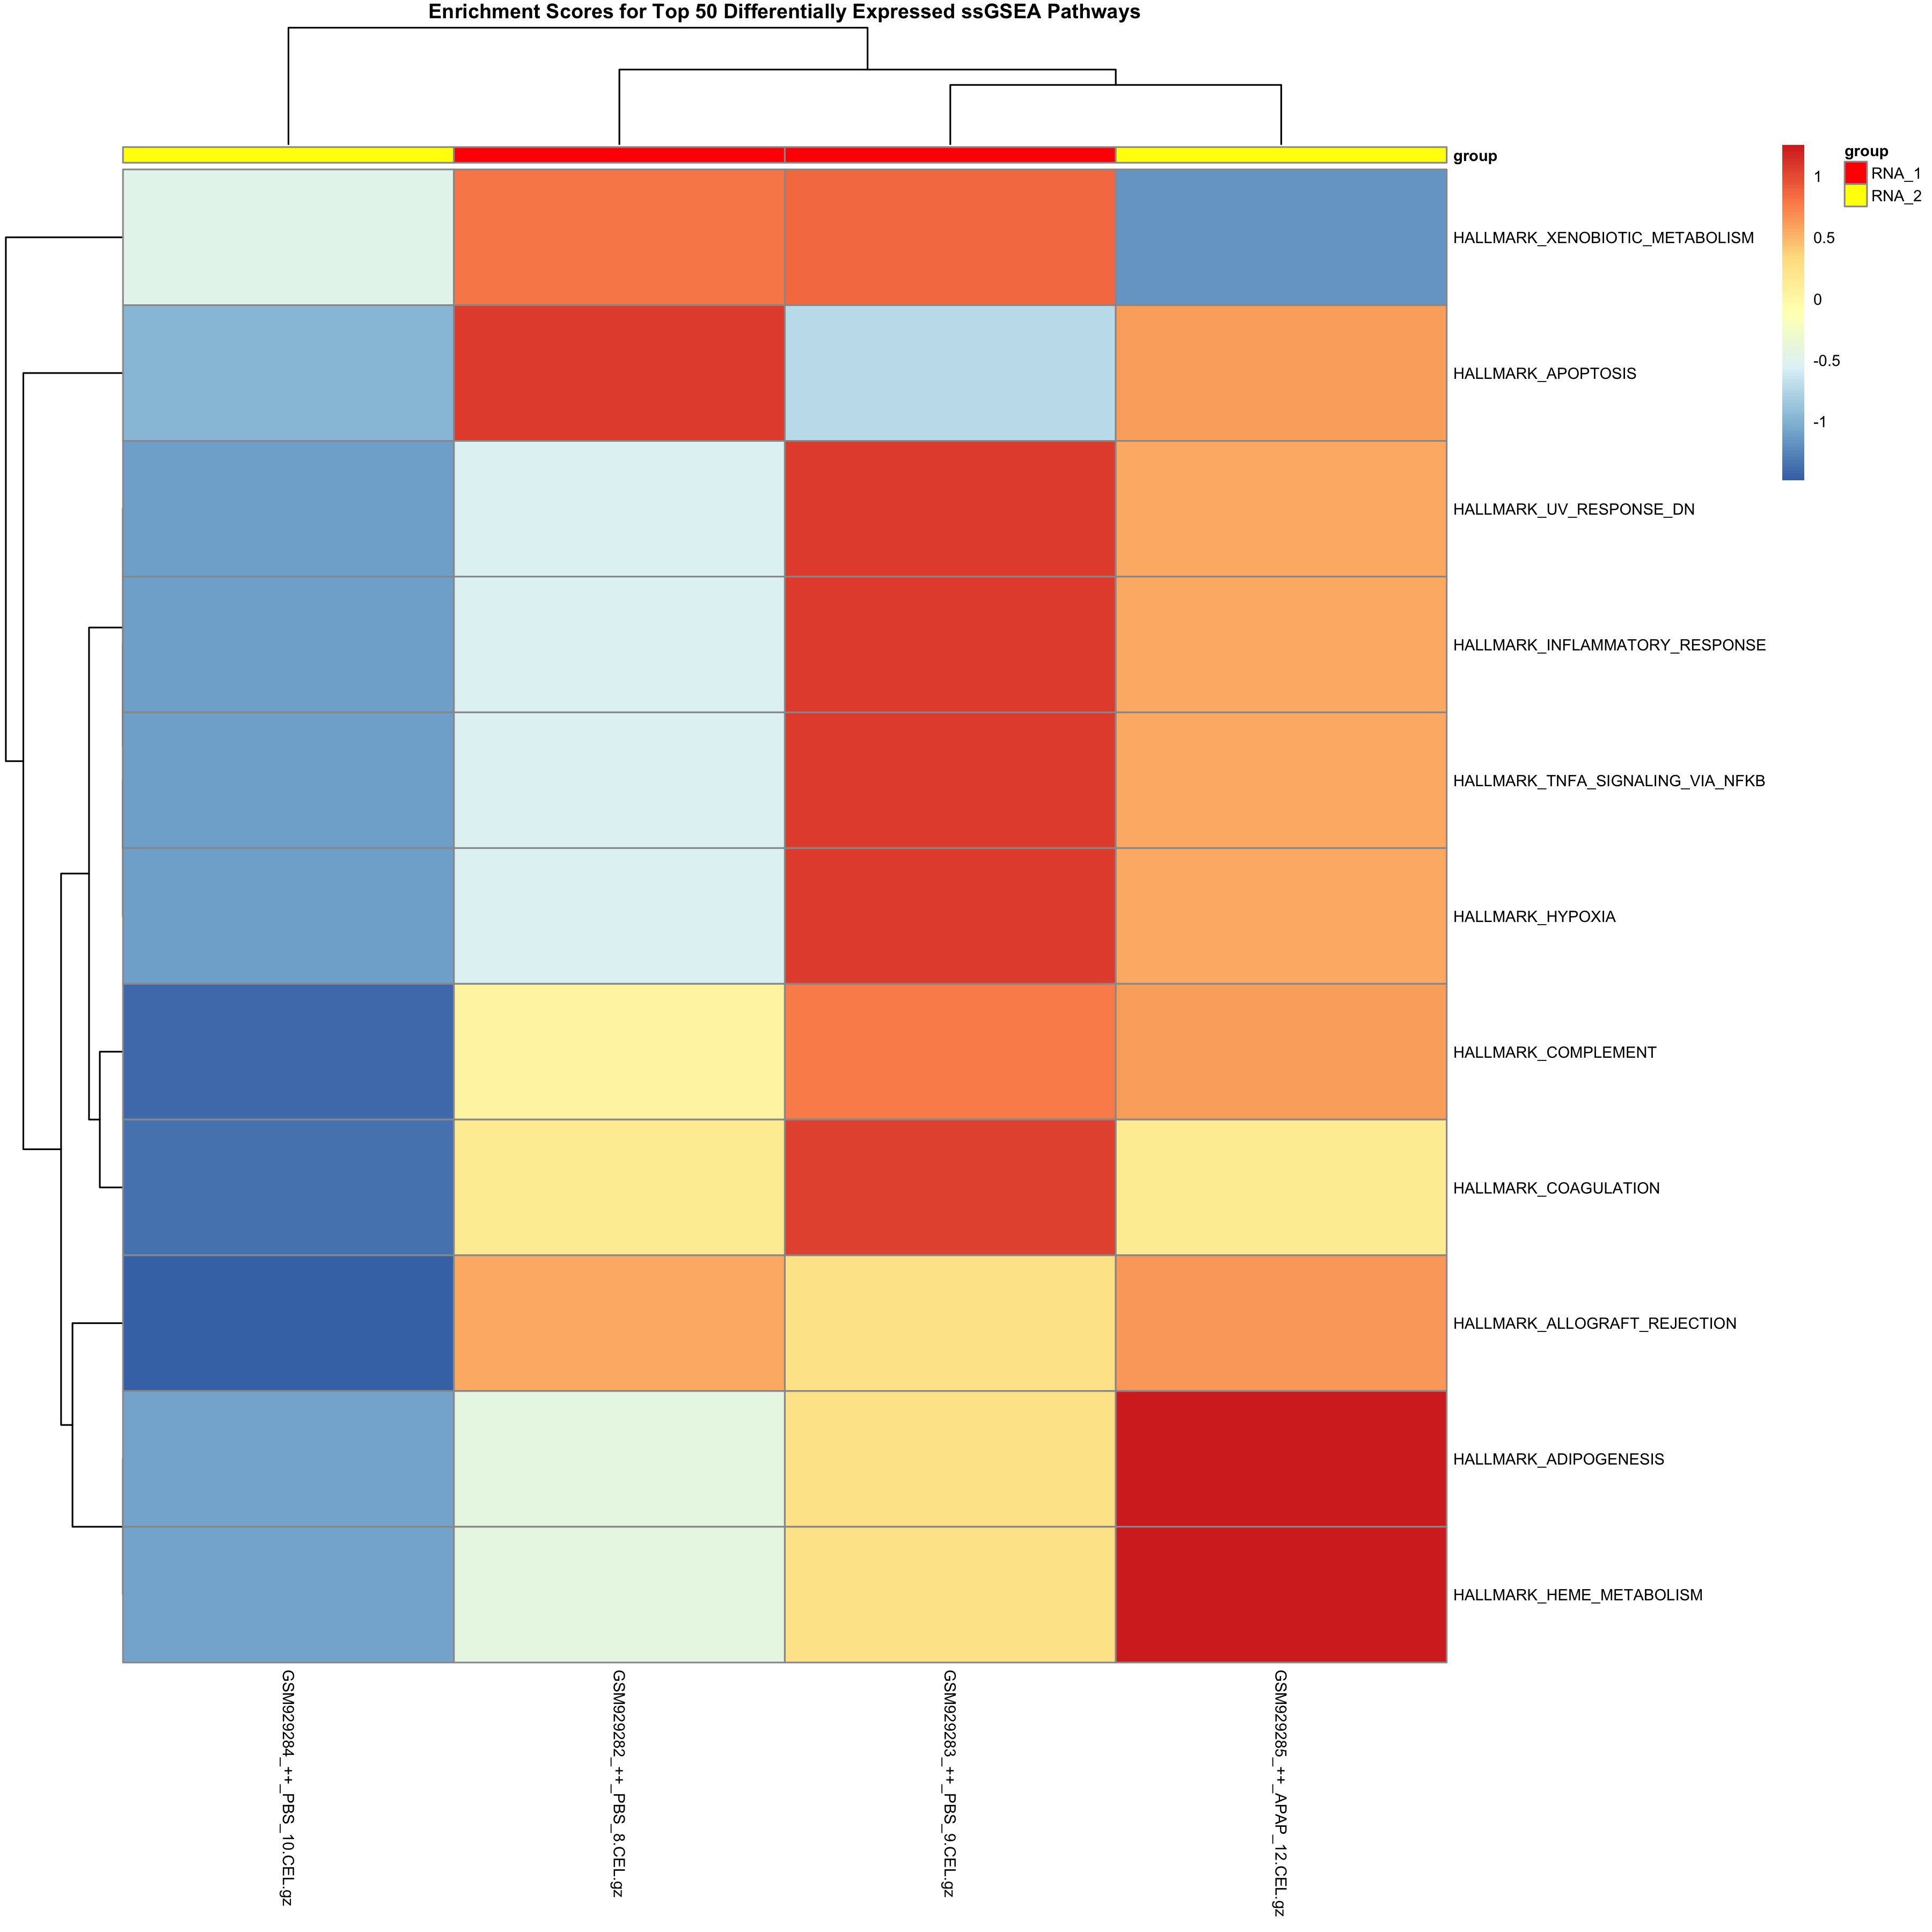 Enrichment Scores for Top 50 Differentially Expressed ssGSEA Pathways
group
HALLMARK_XENOBIOTIC_METABOLISM
HALLMARK_APOPTOSIS
HALLMARK_UV_RESPONSE_DN
HALLMARK_INFLAMMATORY_RESPONSE
HALLMARK_TNFA_SIGNALING_VIA_NFKB
HALLMARK_HYPOXIA
HALLMARK_COMPLEMENT
HALLMARK_COAGULATION
HALLMARK_ALLOGRAFT_REJECTION
HALLMARK_ADIPOGENESIS
HALLMARK_HEME_METABOLISM
1
0.5
0
-0.5
-1
group
RNA_1
RNA_2
GSM929284_++_PBS_10.CEL.gz
GSM929282_++_PBS_8.CEL.gz
GSM929283_++_PBS_9.CEL.gz
GSM929285_++_APAP_12.CEL.gz